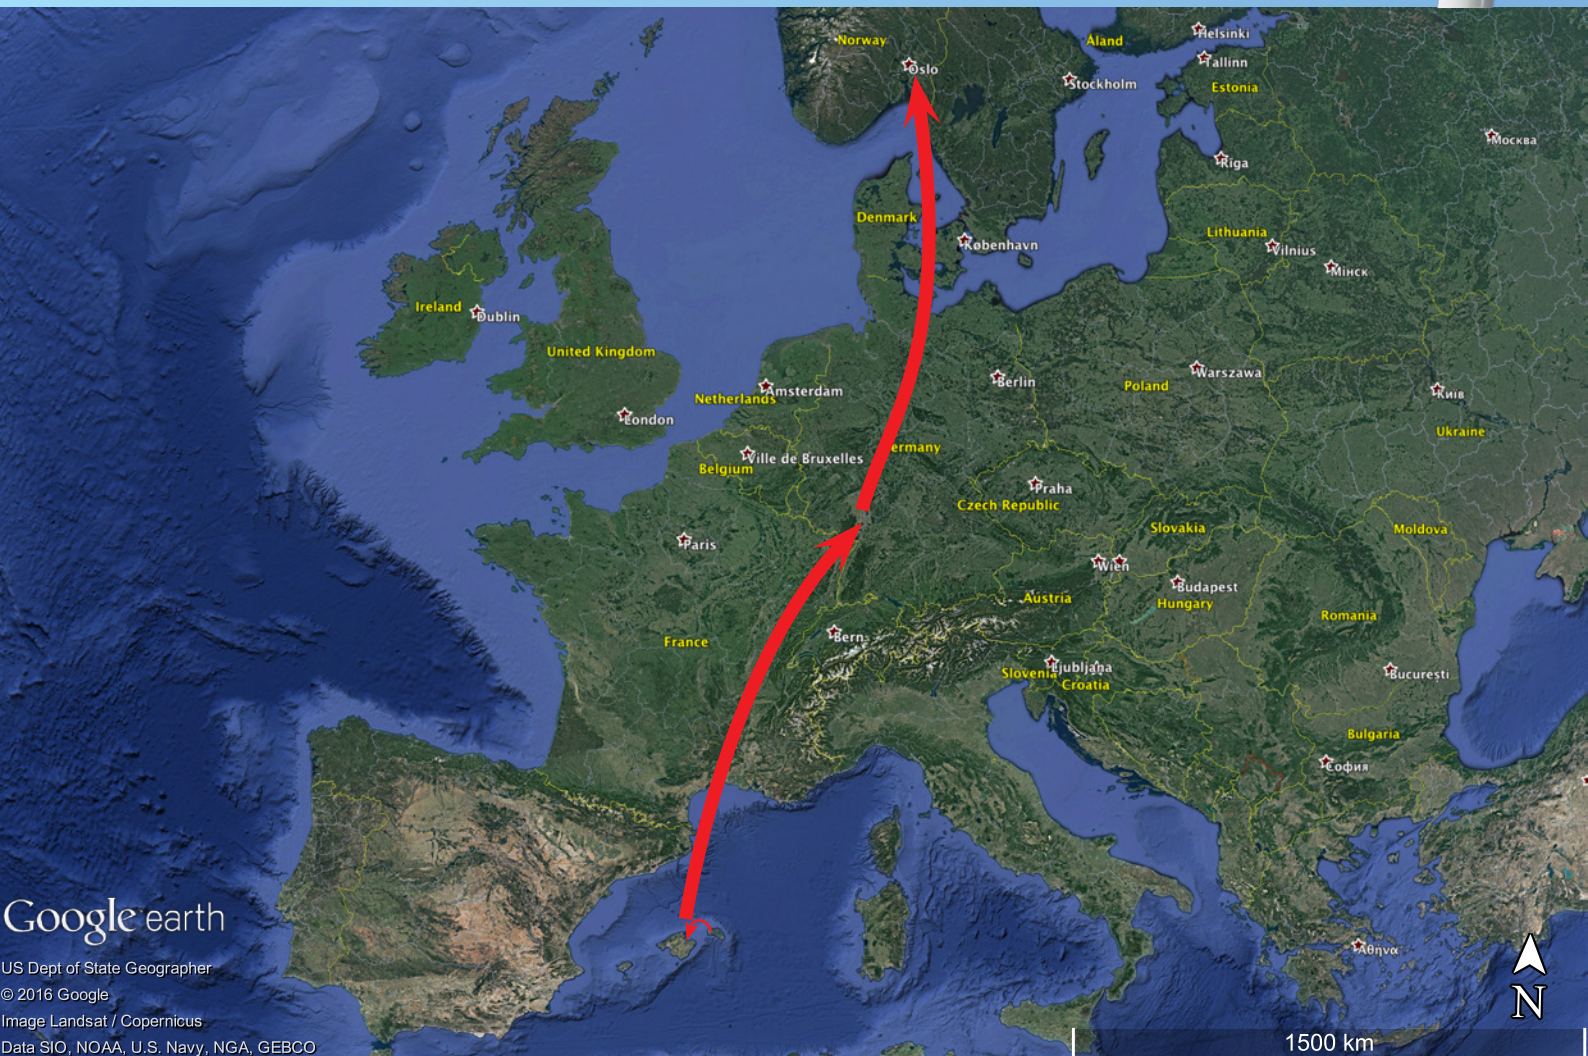 Norway
Oslo
Åland
Helsinki
Tallinn
Stockholm
Estonia
Москва
Riga
Denmark
København
Lithuania
Vilnius
Мінск
Ireland
Dublin
United Kingdom
Amsterdam
Netherlands
London
Berlin
Poland
Warszawa
Київ
Ukraine
ermany
Ville de Bruxelles
Belgium
Praha
Czech Republic
Slovakia
Moldova
Paris
Wien
Budapest
Hungary
Austria
Romania
France
Bern
Ljubljana
Slovenia
Croatia
București
Bulgaria
София
Αθήνα
Google earth
US Dept of State Geographer
© 2016 Google
Image Landsat / Copernicus
Data SIO, NOAA, U.S. Navy, NGA, GEBCO
N
1500 km